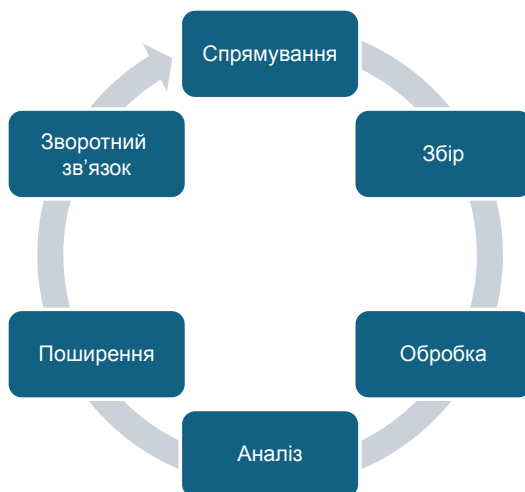 Спрямування
Збір
Обробка
Аналіз
Поширення
Зворотний
зв’язок